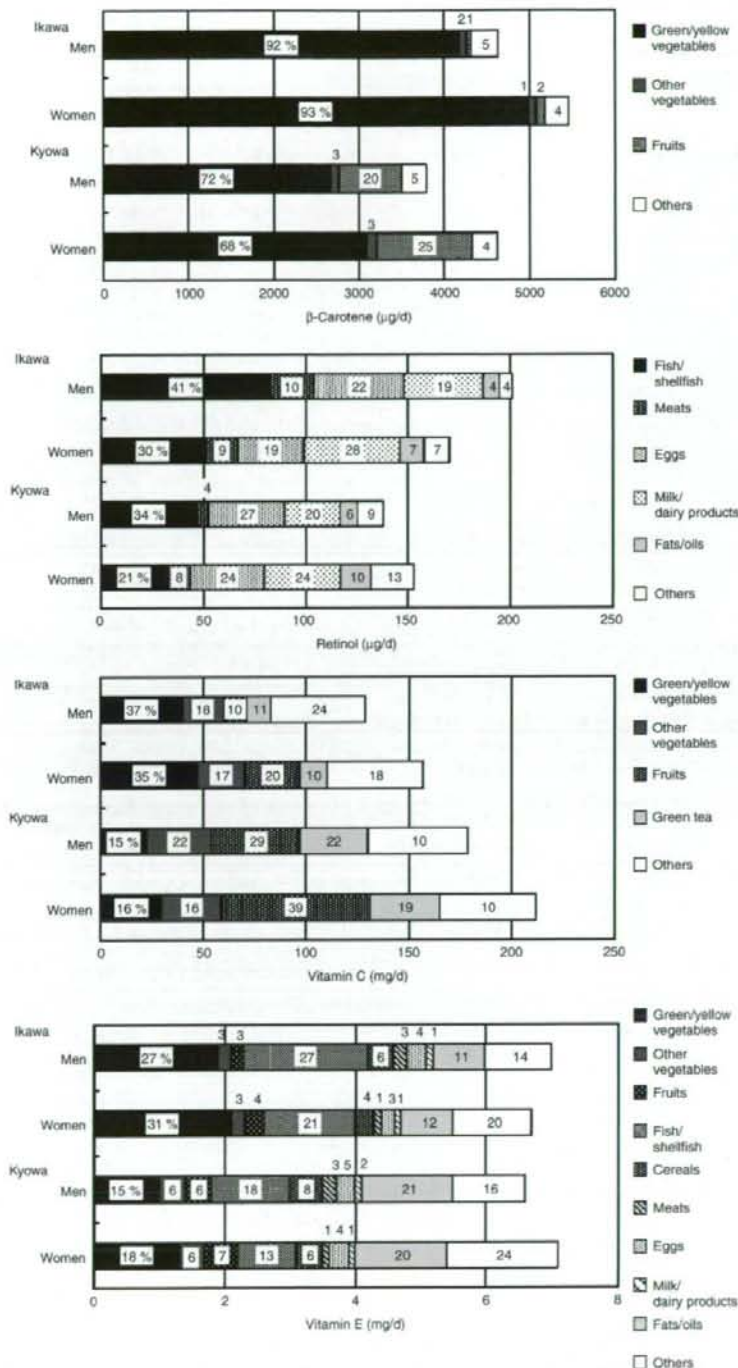 Ikawa
21
Men 92 % 5
1 2
Women 93 % 4
Kyowa
3
Men 72 % 20 5
3
Women 68 % 25 4
0 1000 2000 3000 4000 5000 6000
β-Carotene (μg/d)
Green/yellow
vegetables
Other
vegetables
Fruits
Others
Ikawa
Men 41 % 10 22 19 4 4
Women 30 % 9 19 28 7 7
Kyowa
4
Men 34 % 27 20 6 9
Women 21 % 8 24 24 10 13
0 50 100 150 200 250
Retinol (μg/d)
Fish/
shellfish
Meats
Eggs
Milk/
dairy products
Fats/oils
Others
Ikawa
Men 37 % 18 10 11 24
Women 35 % 17 20 10 18
Kyowa
Men 15 % 22 29 22 10
Women 16 % 16 39 19 10
0 50 100 150 200 250
Vitamin C (mg/d)
Green/yellow
vegetables
Other
vegetables
Fruits
Green tea
Others
Ikawa
3 3 3 4 1
Men 27 % 27 6 11 14
3 4 4 1 31
Women 31 % 21 12 20
Kyowa
3 5 2
Men 15 % 6 6 18 8 21 16
1 4 1
Women 18 % 6 7 13 6 20 24
0 2 4 6 8
Vitamin E (mg/d)
Green/yellow
vegetables
Other
vegetables
Fruits
Fish/
shellfish
Cereals
Meats
Eggs
Milk/
dairy products
Fats/oils
Others